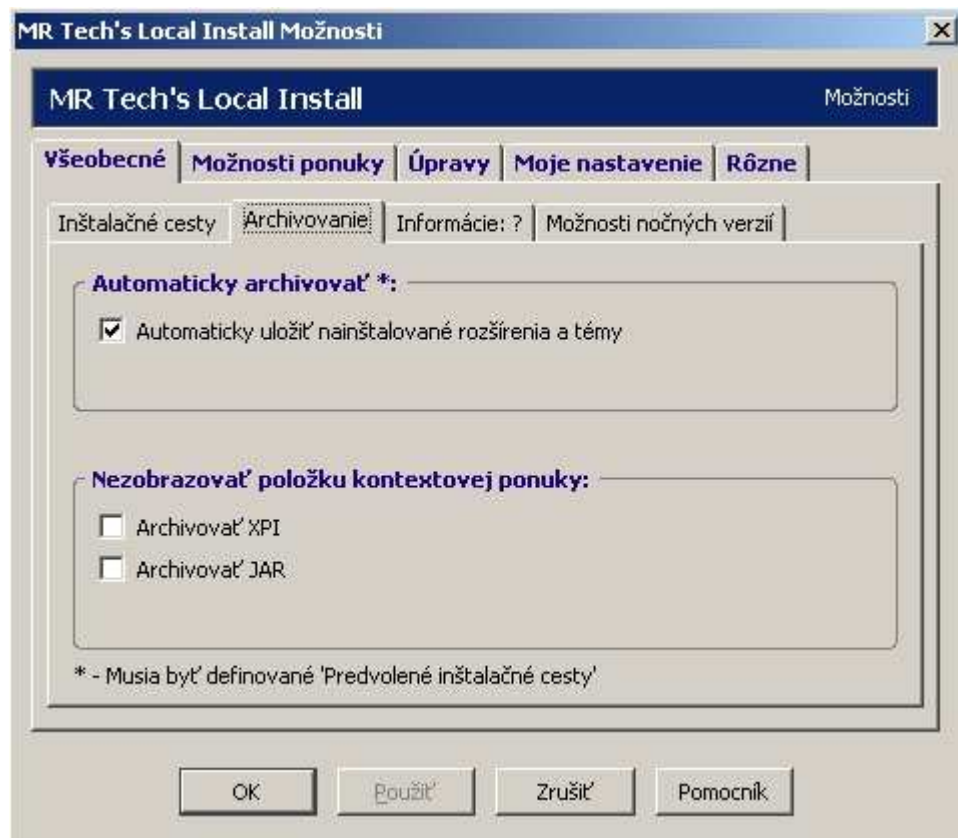 MR Tech's Local Install Možnosti
MR Tech's Local Install Možnosti
Všeobecné Možnosti ponuky Úpravy Moje nastavenie Rôzne
Inštalačné cesty Archivovanie Informácie: ? Možnosti nočných verzií
Automaticky archivovať *:
Automaticky uložiť nainštalované rozšírenia a témy
Nezobrazovať položku kontextovej ponuky:
Archivovať XPI
Archivovať JAR
* - Musia byť definované 'Predvolené inštalačné cesty'
OK Použiť Zrušiť Pomocník